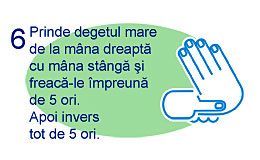 6 Prinde degetul mare
de la mâna dreaptă
cu mâna stângă şi
freacă-le împreună
de 5 ori.
Apoi invers
tot de 5 ori.